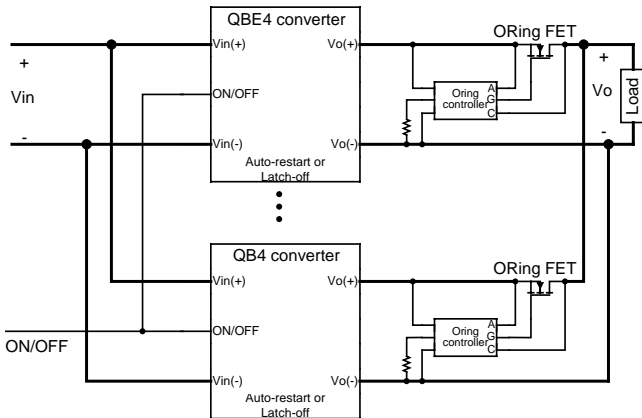 QBE4 converter
ORing FET
Vin(+)
Vo(+)
+
Vin
-
ON/OFF
A
G
C
Oring
controller
+
Vo
-
Load
Vin(-)
Vo(-)
Auto-restart or
Latch-off
QB4 converter
ORing FET
Vin(+)
Vo(+)
ON/OFF
A
G
C
Oring
controller
ON/OFF
Vin(-)
Vo(-)
Auto-restart or
Latch-off